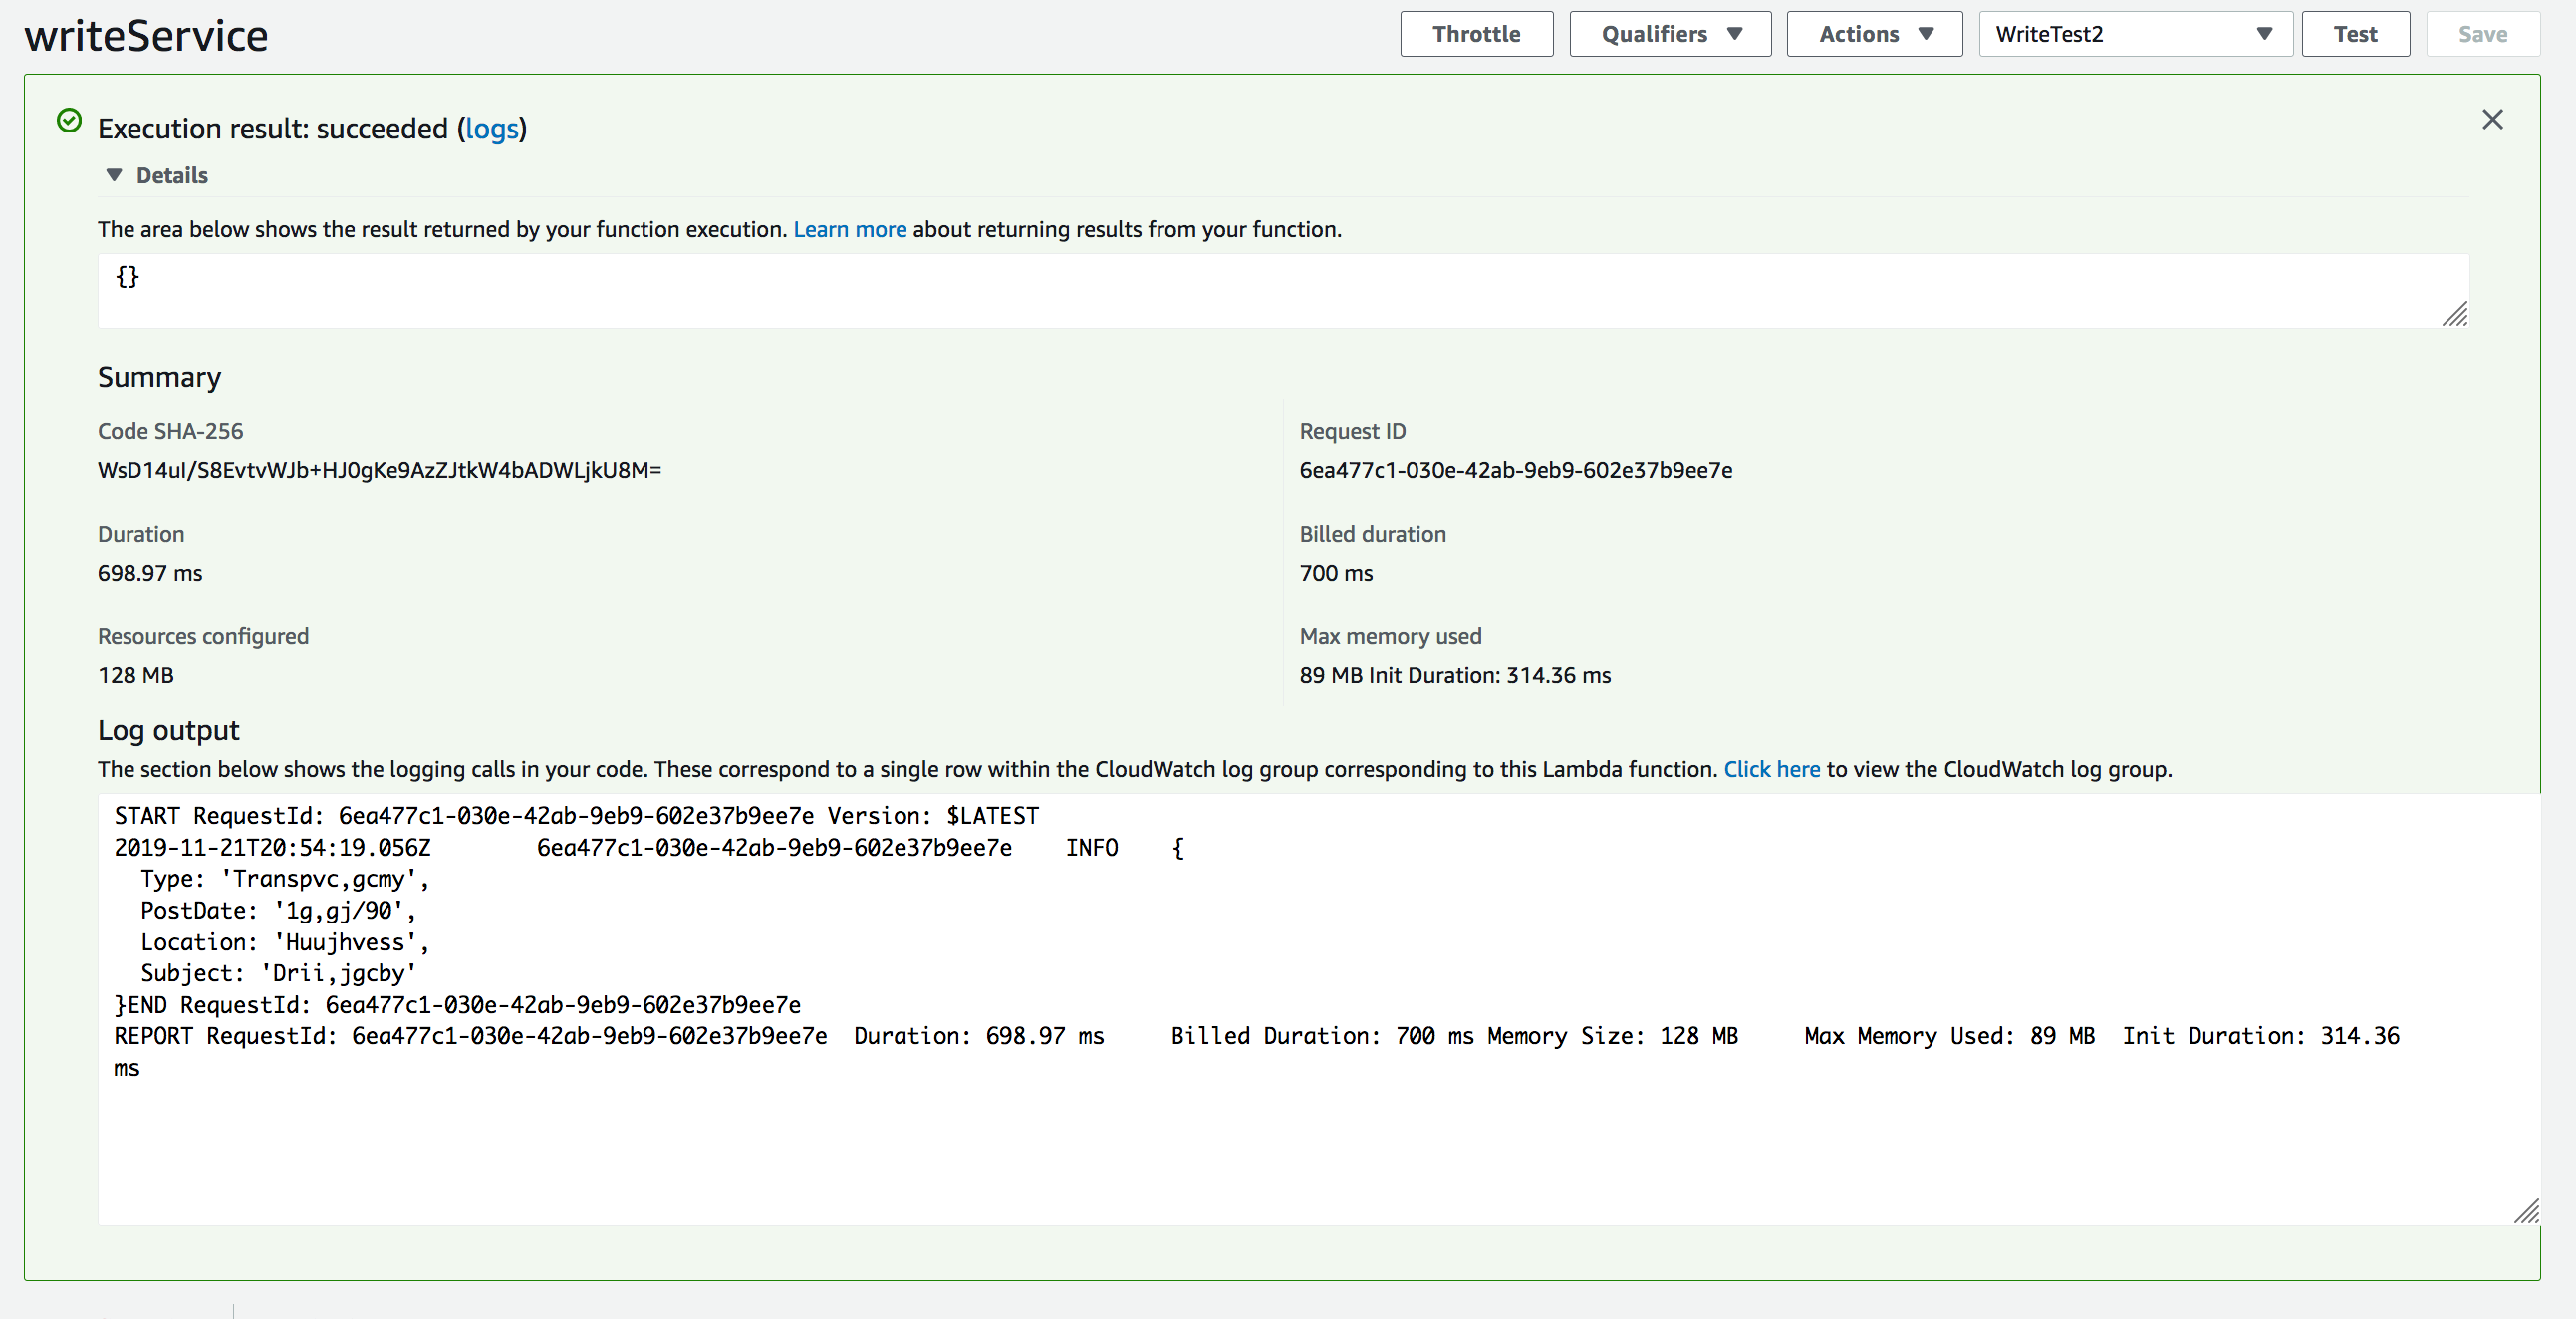 writeService
Throttle
Qualifiers
Actions
WriteTest2
Test
Save
Execution result: succeeded (logs)
Details
The area below shows the result returned by your function execution. Learn more about returning results from your function.
{}
Summary
Code SHA-256
WsD14uI/S8EvtvWJb+HJ0gKe9AzZJtkW4bADWLjkU8M=
Request ID
6ea477c1-030e-42ab-9eb9-602e37b9ee7e
Duration
698.97 ms
Billed duration
700 ms
Resources configured
128 MB
Max memory used
89 MB Init Duration: 314.36 ms
Log output
The section below shows the logging calls in your code. These correspond to a single row within the CloudWatch log group corresponding to this Lambda function. Click here to view the CloudWatch log group.
START RequestId: 6ea477c1-030e-42ab-9eb9-602e37b9ee7e Version: $LATEST
2019-11-21T20:54:19.056Z 6ea477c1-030e-42ab-9eb9-602e37b9ee7e INFO {
Type: 'Transpvc,gcmy',
PostDate: '1g,gj/90',
Location: 'Huujhvess',
Subject: 'Drii,jgcby'
}END RequestId: 6ea477c1-030e-42ab-9eb9-602e37b9ee7e
REPORT RequestId: 6ea477c1-030e-42ab-9eb9-602e37b9ee7e Duration: 698.97 ms Billed Duration: 700 ms Memory Size: 128 MB Max Memory Used: 89 MB Init Duration: 314.36
ms